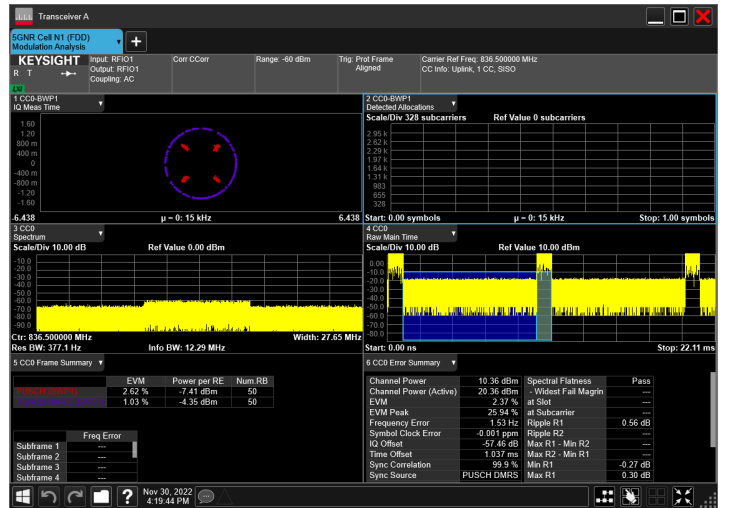 Transceiver A
5GNR Cell N1 (FDD)
Modulation Analysis
KEYSIGHT
R T
LXI
Input: RFIO1
Output: RFIO1
Coupling: AC
Corr CCorr
Range: -60 dBm
Trig: Prot Frame
Aligned
Carrier Ref Freq: 836.500000 MHz
CC Info: Uplink, 1 CC, SISO
1 CC0-BWP1
IQ Meas Time
1.60
1.20
800 m
400 m
0
-400 m
-800 m
-1.20
-1.60
-6.438
μ = 0: 15 kHz
6.438
2 CC0-BWP1
Detected Allocations
Scale/Div 328 subcarriers
Ref Value 0 subcarriers
2.95 k
2.62 k
2.29 k
1.97 k
1.64 k
1.31 k
983
655
328
Start: 0.00 symbols
μ = 0: 15 kHz
Stop: 1.00 symbols
3 CC0
Spectrum
Scale/Div 10.00 dB
Ref Value 0.00 dBm
-10.0
-20.0
-30.0
-40.0
-50.0
-60.0
-70.0
-80.0
-90.0
Ctr: 836.500000 MHz
Width: 27.65 MHz
Res BW: 377.1 Hz
Info BW: 12.29 MHz
4 CC0
Raw Main Time
Scale/Div 10.00 dB
Ref Value 10.00 dBm
0.00
-10.0
-20.0
-30.0
-40.0
-50.0
-60.0
-70.0
-80.0
Start: 0.00 ns
Stop: 22.11 ms
5 CC0 Frame Summary
EVM Power per RE Num.RB
PUSCH (BWP1) 2.62 % -7.41 dBm 50
1.03 % -4.35 dBm 50
Freq Error
Subframe 1 ---
Subframe 2 ---
Subframe 3 ---
Subframe 4 ---
6 CC0 Error Summary
Channel Power 10.36 dBm Spectral Flatness Pass
Channel Power (Active) 20.36 dBm - Widest Fail Magrin ---
EVM 2.37 % at Slot ---
EVM Peak 25.94 % at Subcarrier ---
Frequency Error 1.53 Hz Ripple R1 0.56 dB
Symbol Clock Error -0.001 ppm Ripple R2 ---
IQ Offset -57.46 dB Max R1 - Min R2 ---
Time Offset 1.037 ms Max R2 - Min R1 ---
Sync Correlation 99.9 % Min R1 -0.27 dB
Sync Source PUSCH DMRS Max R1 0.30 dB
Nov 30, 2022
4:19:44 PM